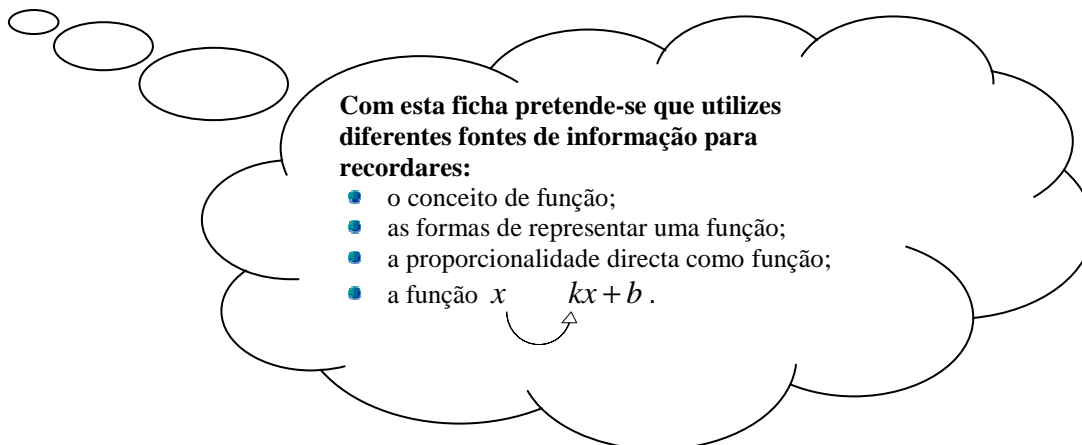 Com esta ficha pretende-se que utilizes
diferentes fontes de informação para
recordares:
o conceito de função;
as formas de representar uma função;
a proporcionalidade directa como função;
a função x kx + b .